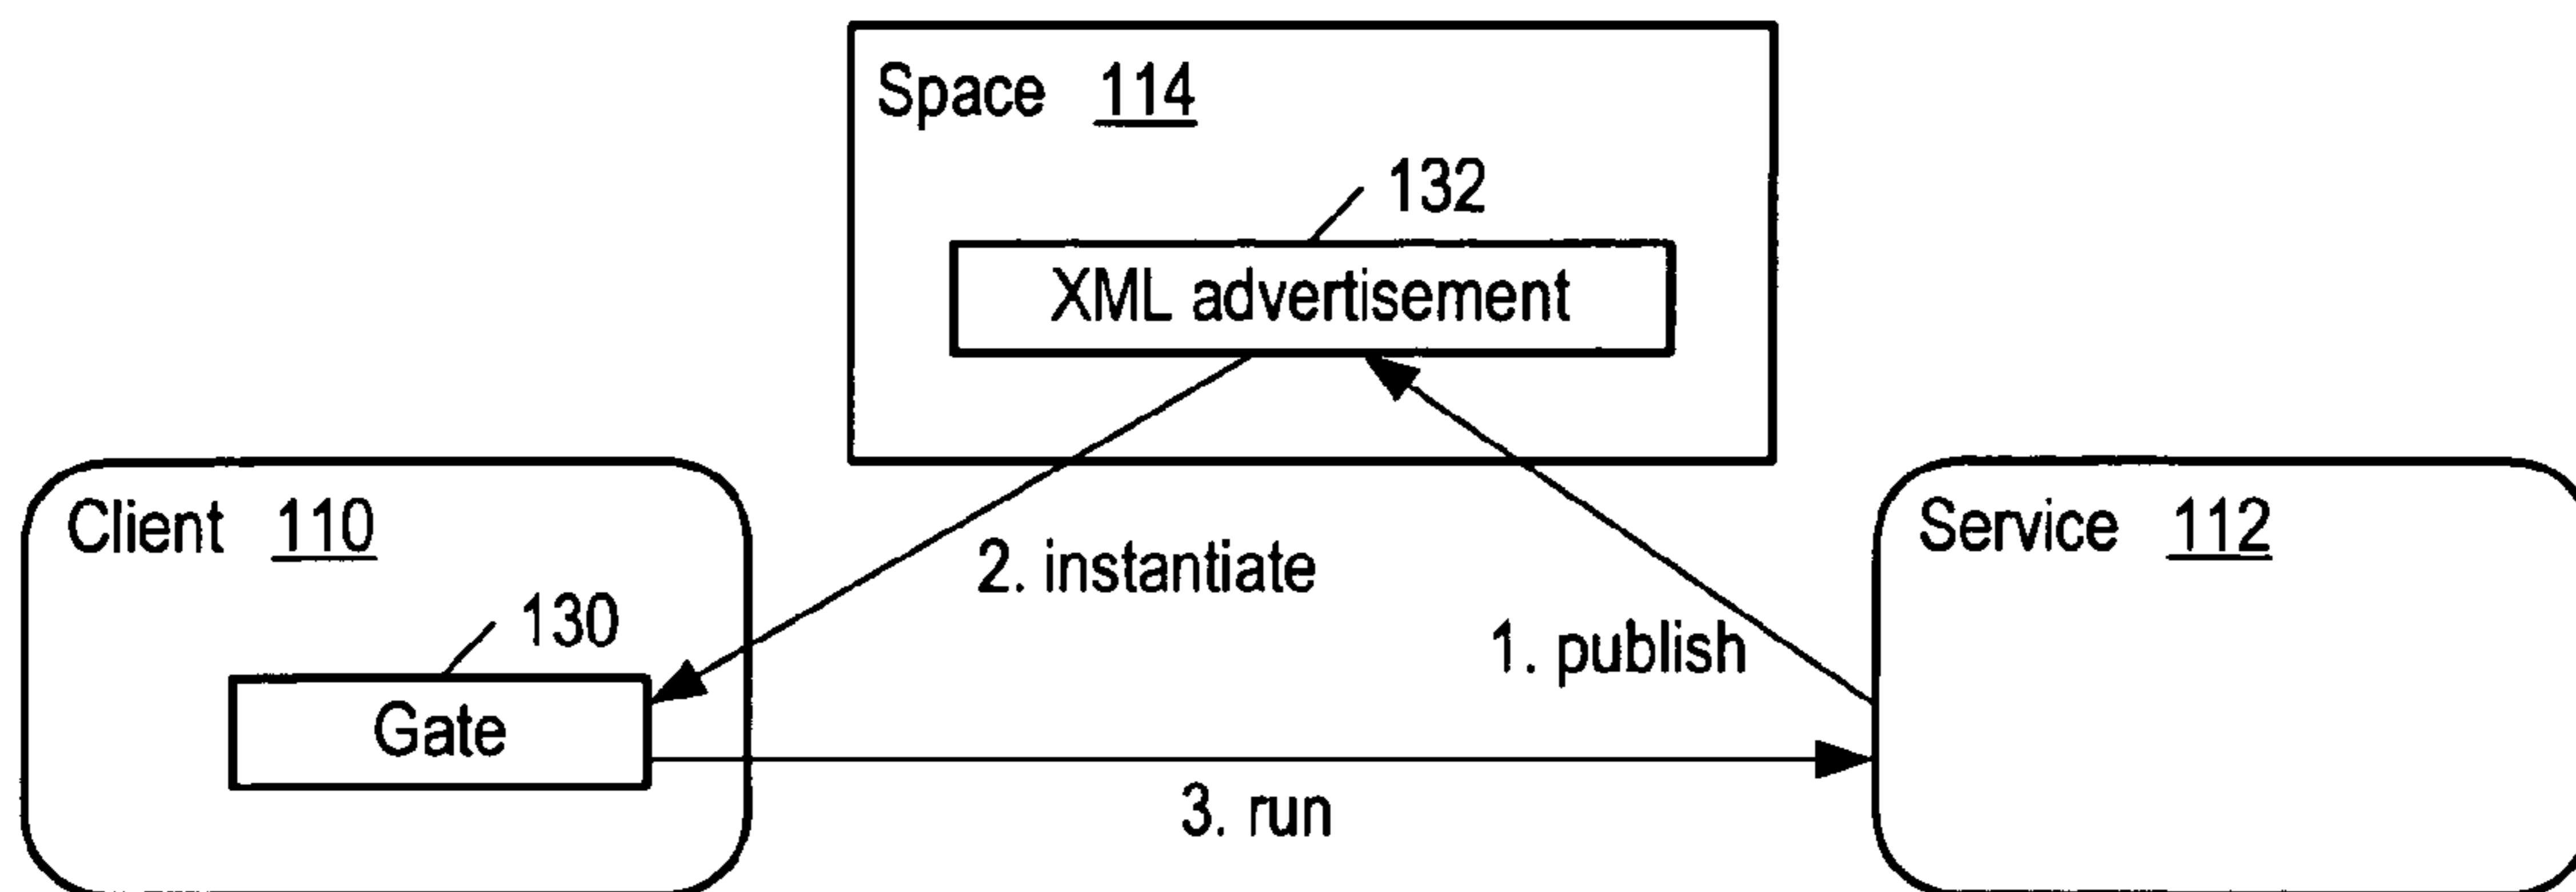 Space 114
132
XML advertisement
Client 110
Service 112
2. instantiate
130
1. publish
Gate
3. run